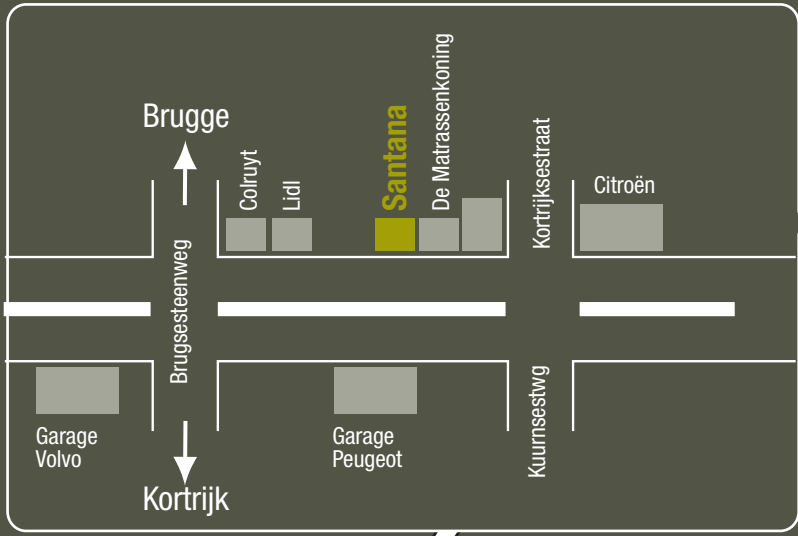 Brugge
Colruyt
Lidl
Santana
De Matrassenkoning
Kortrijksestraat
Citroën
Brugsesteenweg
Garage
Volvo
Garage
Peugeot
Kuurnsestwg
Kortrijk